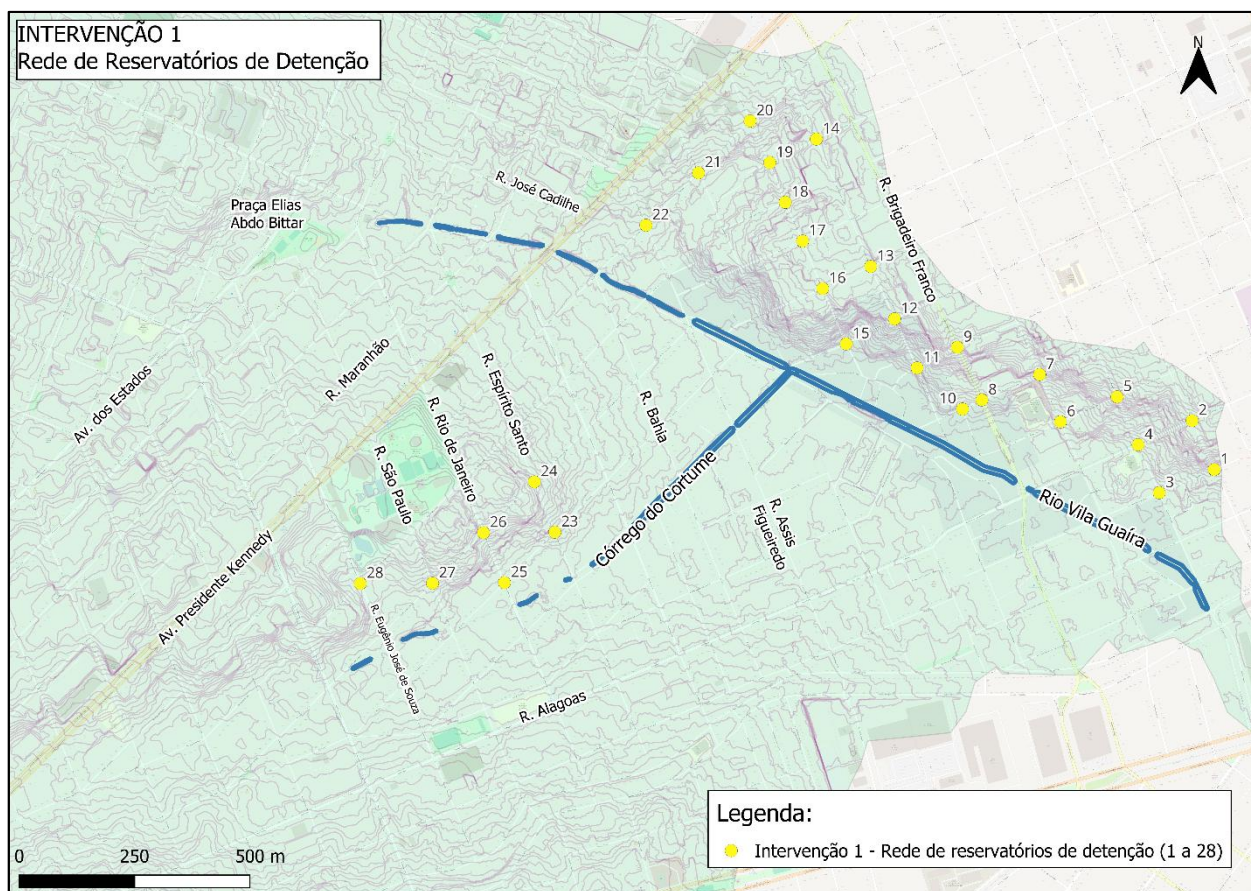 INTERVENÇÃO 1
Rede de Reservatórios de Detenção
N
20
14
19
21
R. José Cadilhe
18
R. Brigadeiro Franco
Praça Elias
Abdo Bittar
22
17
13
16
12
15
9
11
7
R. Maranhão
R. Espírito Santo
8
5
10
Av. dos Estados
R. Bahia
6
2
R. Rio de Janeiro
4
R. São Paulo
24
1
3
Córrego do Cortume
R. Assis
Figueiredo
Rio Vila Guaíra
26
23
Av. Presidente Kennedy
28
27
25
R. Eugênio José de Souza
R. Alagoas
Legenda:
Intervenção 1 - Rede de reservatórios de detenção (1 a 28)
0 250 500 m